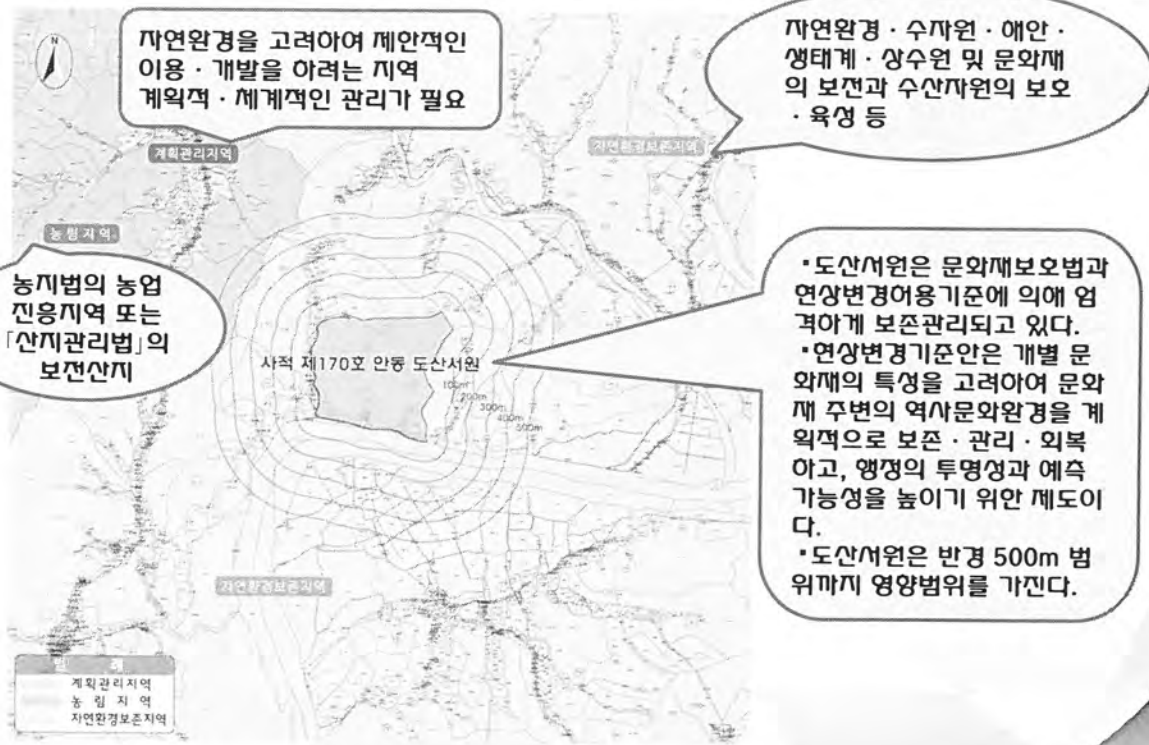 N
자연환경을 고려하여 제한적인
이용 · 개발을 하려는 지역
계획적 · 체계적인 관리가 필요
자연환경 · 수자원 · 해안 ·
생태계 · 상수원 및 문화재
의 보전과 수산자원의 보호
· 육성 등
계획관리지역
자연환경보존지역
농림지역
농지법의 농업
진흥지역 또는
「산지관리법」의
보전산지
사적 제170호 안동 도산서원
100m
200m
300m
400m
500m
▪도산서원은 문화재보호법과
현상변경허용기준에 의해 엄
격하게 보존관리되고 있다.
▪현상변경기준안은 개별 문
화재의 특성을 고려하여 문화
재 주변의 역사문화환경을 계
획적으로 보존 · 관리 · 회복
하고, 행정의 투명성과 예측
가능성을 높이기 위한 제도이
다.
▪도산서원은 반경 500m 범
위까지 영향범위를 가진다.
자연환경보존지역
범 례
계획관리지역
농 림 지 역
자연환경보존지역